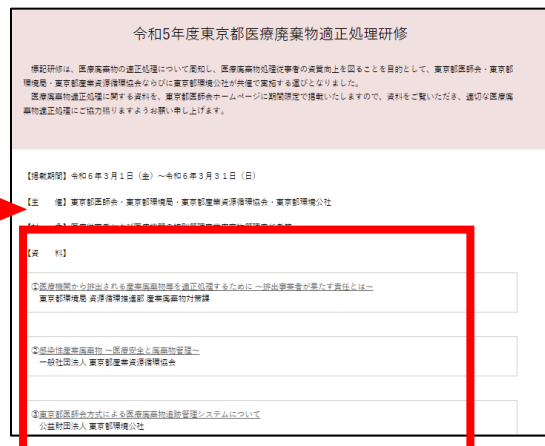 令和5年度東京都医療廃棄物適正処理研修
標記研修は、医療廃棄物の適正処理について周知し、医療廃棄物処理従事者の資質向上を図ることを目的として、東京都医師会・東京都
環境局・東京都産業資源循環協会ならびに東京都環境公社が共催で実施する運びとなりました。
医療廃棄物適正処理に関する資料を、東京都医師会ホームページに期間限定で掲載いたしますので、資料をご覧いただき、適切な医療廃
棄物適正処理にご協力賜りますようお願い申し上げます。
【掲載期間】令和6年3月1日（金）～令和6年3月31日（日）
【主　催】東京都医師会・東京都環境局・東京都産業資源循環協会・東京都環境公社
【資　料】
①医療機関から排出される産業廃棄物等を適正処理するために ～排出事業者が果たす責任とは～
東京都環境局 資源循環推進部 産業廃棄物対策課
②感染性産業廃棄物 ～医療安全と廃棄物管理～
一般社団法人 東京都産業資源循環協会
③東京都医師会方式による医療廃棄物追跡管理システムについて
公益財団法人 東京都環境公社